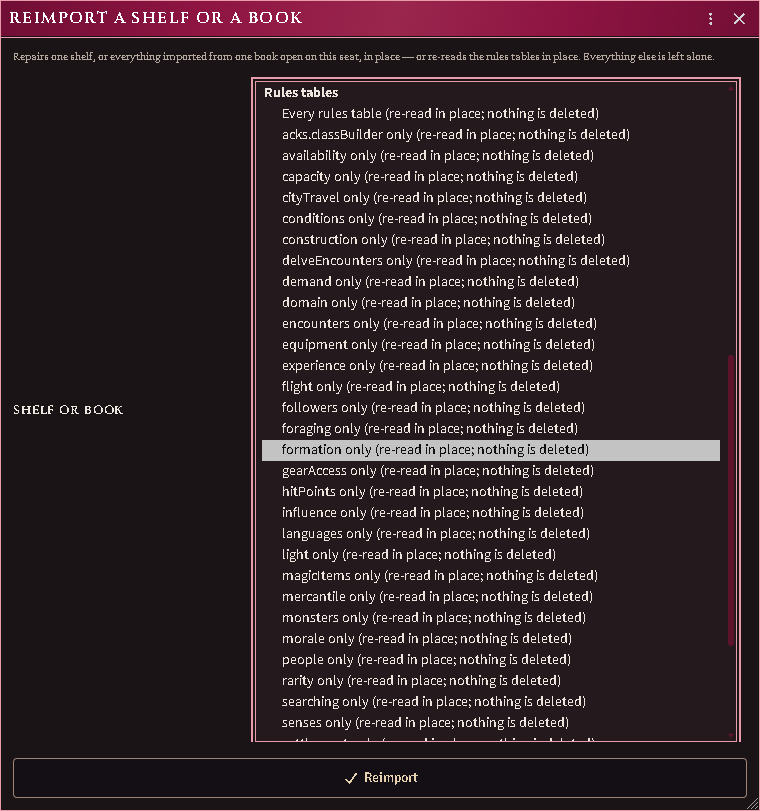 REIMPORT A SHELF OR A BOOK
Repairs one shelf, or everything imported from one book open on this seat, in place — or re-reads the rules tables in place. Everything else is left alone.
Rules tables
Every rules table (re-read in place; nothing is deleted)
acks.classBuilder only (re-read in place; nothing is deleted)
availability only (re-read in place; nothing is deleted)
capacity only (re-read in place; nothing is deleted)
cityTravel only (re-read in place; nothing is deleted)
conditions only (re-read in place; nothing is deleted)
construction only (re-read in place; nothing is deleted)
delveEncounters only (re-read in place; nothing is deleted)
demand only (re-read in place; nothing is deleted)
domain only (re-read in place; nothing is deleted)
encounters only (re-read in place; nothing is deleted)
equipment only (re-read in place; nothing is deleted)
experience only (re-read in place; nothing is deleted)
flight only (re-read in place; nothing is deleted)
followers only (re-read in place; nothing is deleted)
SHELF OR BOOK
foraging only (re-read in place; nothing is deleted)
formation only (re-read in place; nothing is deleted)
gearAccess only (re-read in place; nothing is deleted)
hitPoints only (re-read in place; nothing is deleted)
influence only (re-read in place; nothing is deleted)
languages only (re-read in place; nothing is deleted)
light only (re-read in place; nothing is deleted)
magicItems only (re-read in place; nothing is deleted)
mercantile only (re-read in place; nothing is deleted)
monsters only (re-read in place; nothing is deleted)
morale only (re-read in place; nothing is deleted)
people only (re-read in place; nothing is deleted)
rarity only (re-read in place; nothing is deleted)
searching only (re-read in place; nothing is deleted)
senses only (re-read in place; nothing is deleted)
Reimport